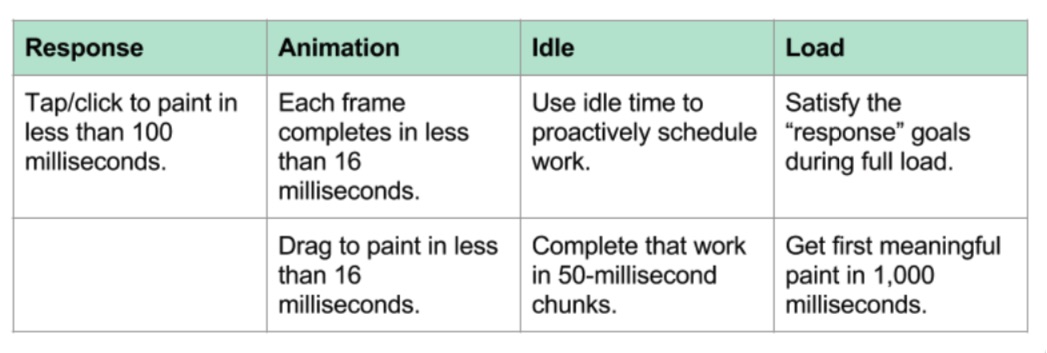 Response
Animation
Idle
Load
Tap/click to paint in
less than 100
milliseconds.
Each frame
completes in less
than 16
milliseconds.
Use idle time to
proactively schedule
work.
Satisfy the
“response” goals
during full load.
Drag to paint in less
than 16
milliseconds.
Complete that work
in 50-millisecond
chunks.
Get first meaningful
paint in 1,000
milliseconds.